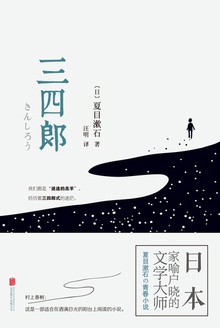 三四郎
さんしろう
［日］夏目漱石 著
汪明 译
我们都是“迷途的羔羊”，
经历着三四郎式的迷茫。
日本
家喻户晓的
文学大师
夏目漱石の青春小说
村上春树：
这是一部适合在洒满日光的阳台上阅读的小说。